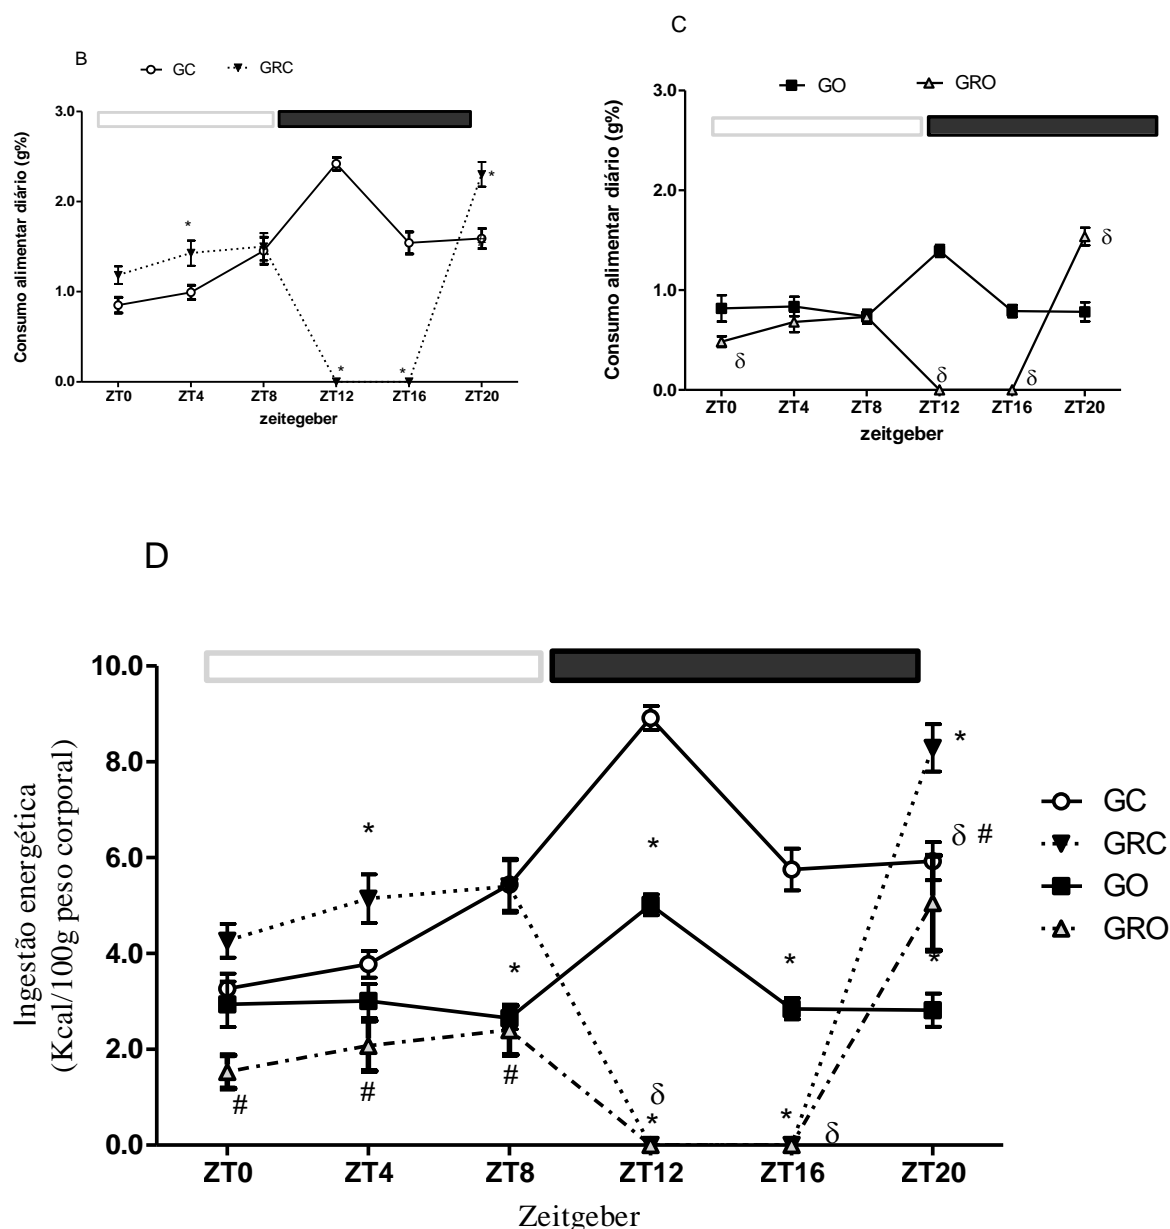 B
GC GRC
Consumo alimentar diário (g%)
3.0
2.0
1.0
0.0
*
*
*
*
ZT0 ZT4 ZT8 ZT12 ZT16 ZT20
zeitegeber
C
GO GRO
Consumo alimentar diário (g%)
3.0
2.0
1.0
0.0
δ
δ
δ
δ
ZT0 ZT4 ZT8 ZT12 ZT16 ZT20
zeitgeber
D
Ingestão energética
(Kcal/100g peso corporal)
10.0
8.0
6.0
4.0
2.0
0.0
*
*
*
δ #
*
*
*
#
#
#
δ
*
*
δ
GC
GRC
GO
GRO
ZT0 ZT4 ZT8 ZT12 ZT16 ZT20
Zeitgeber